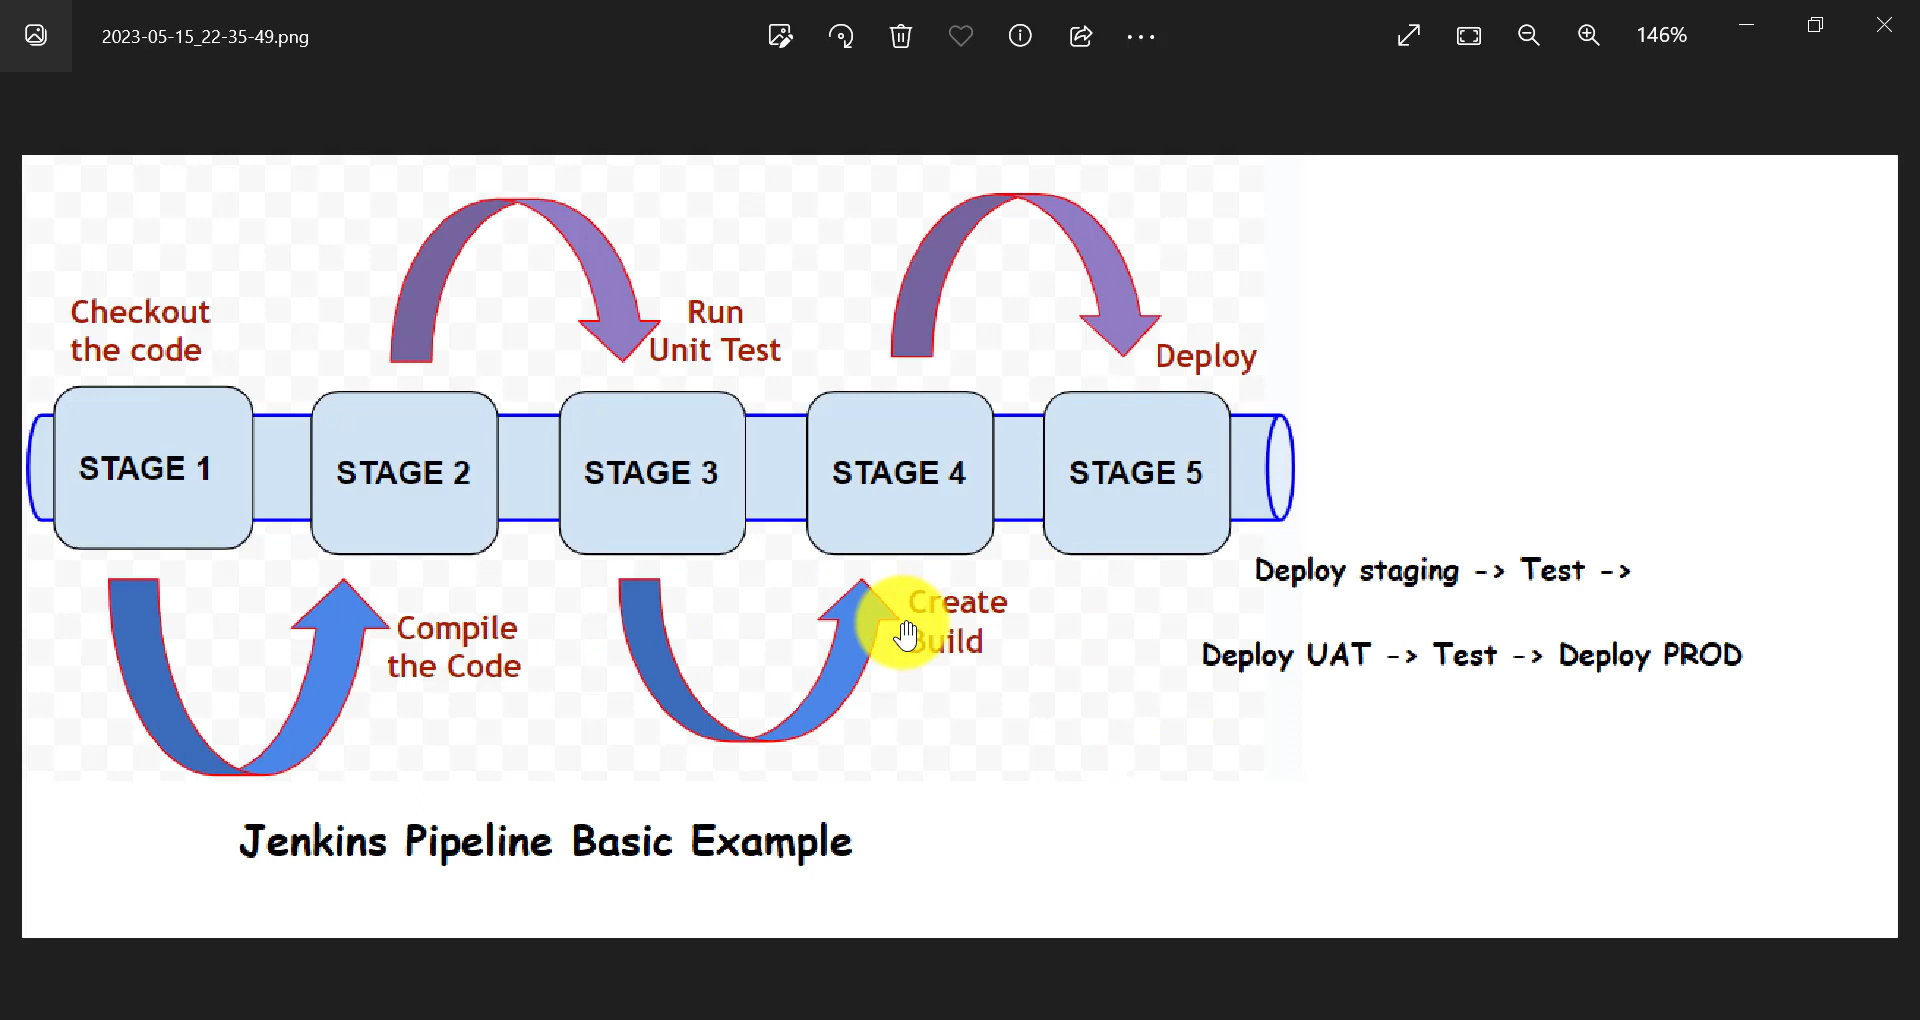 2023-05-15_22-35-49.png
146%
Checkout
the code
Run
Unit Test
Deploy
STAGE 1
STAGE 2
STAGE 3
STAGE 4
STAGE 5
Compile
the Code
Create
Build
Deploy staging -> Test ->
Deploy UAT -> Test -> Deploy PROD
Jenkins Pipeline Basic Example